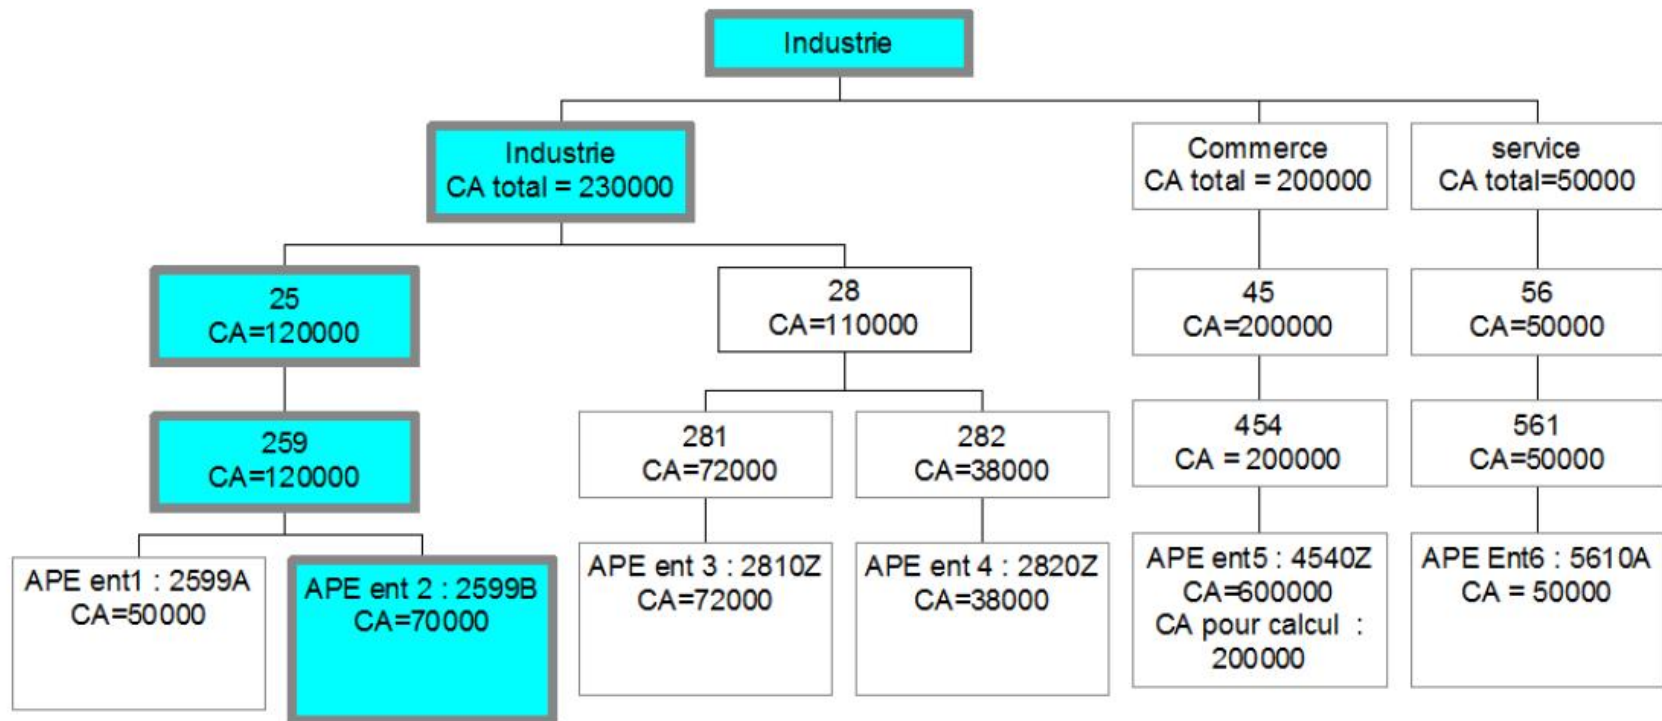 Industrie
Industrie
CA total = 230000
Commerce
CA total = 200000
service
CA total=50000
25
CA=120000
28
CA=110000
45
CA=200000
56
CA=50000
259
CA=120000
281
CA=72000
282
CA=38000
454
CA = 200000
561
CA=50000
APE ent1 : 2599A
CA=50000
APE ent 2 : 2599B
CA=70000
APE ent 3 : 2810Z
CA=72000
APE ent 4 : 2820Z
CA=38000
APE ent5 : 4540Z
CA=600000
CA pour calcul :
200000
APE Ent6 : 5610A
CA = 50000